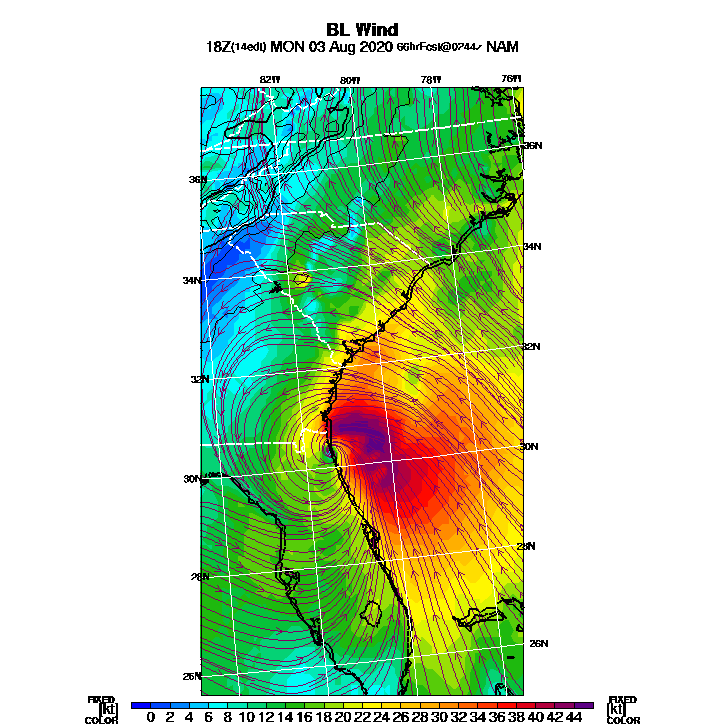 BL Wind
18Z(14edt) MON 03 Aug 2020 66hrFcst@0744z NAM
82W 80W 78W 76W
36N
36N
34N
34N
32N
32N
30N
30N
28N
28N
26N
26N
FIXED FIXED
[kt] 0 2 4 6 8 10 12 14 16 18 20 22 24 26 28 30 32 34 36 38 40 42 44 [kt]
COLOR COLOR